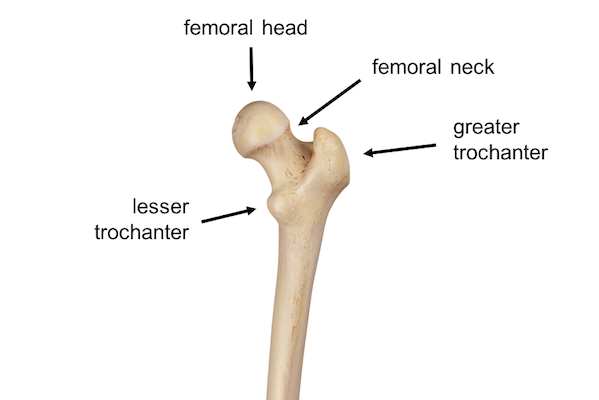 femoral head
femoral neck
greater
trochanter
lesser
trochanter